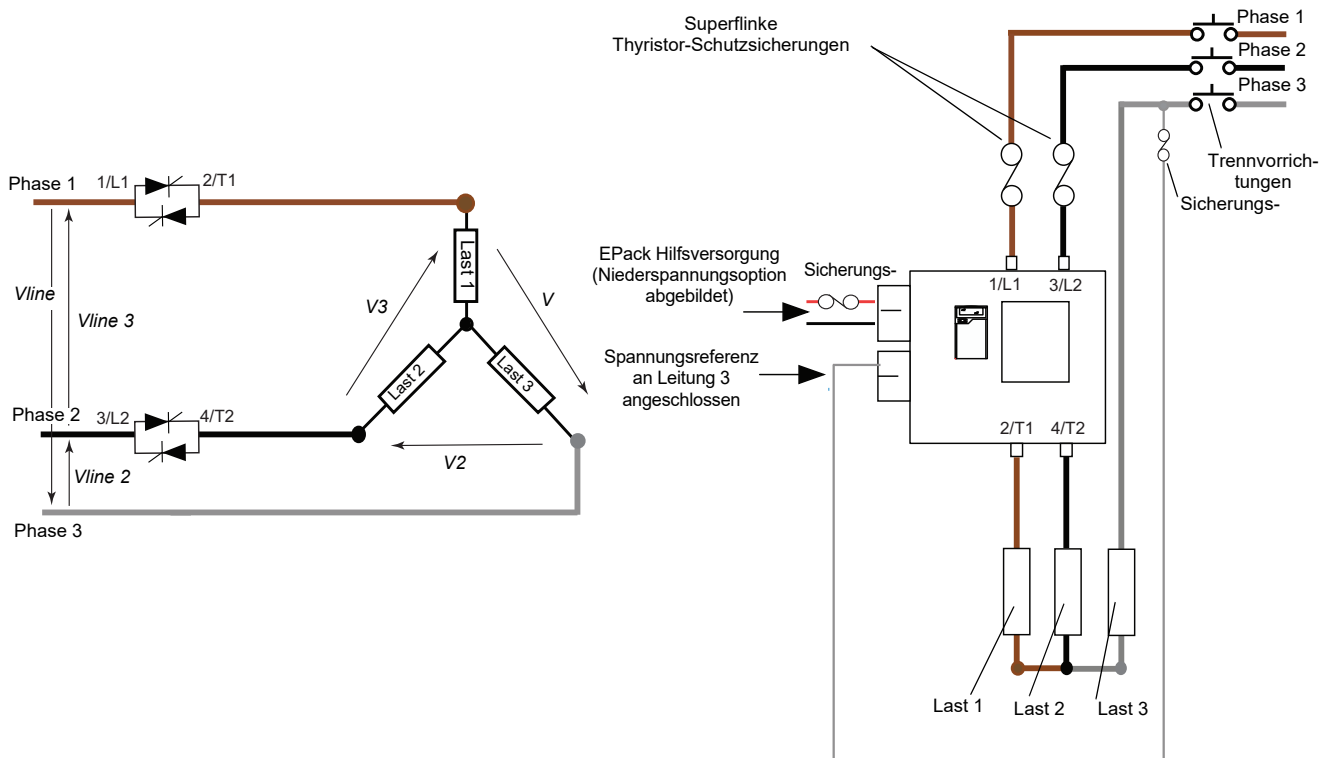 Phase 1
1/L1
2/T1
Vline
Vline 3
V3
Last 1
V
Last 2
Last 3
Phase 2
3/L2
4/T2
Vline 2
V2
Phase 3
Superflinke
Thyristor-Schutzsicherungen
Phase 1
Phase 2
Phase 3
Trennvorrich-
tungen
Sicherungs-
EPack Hilfsversorgung
(Niederspannungsoption
abgebildet)
Sicherungs-
1/L1
3/L2
Spannungsreferenz
an Leitung 3
angeschlossen
2/T1
4/T2
Last 1
Last 2
Last 3